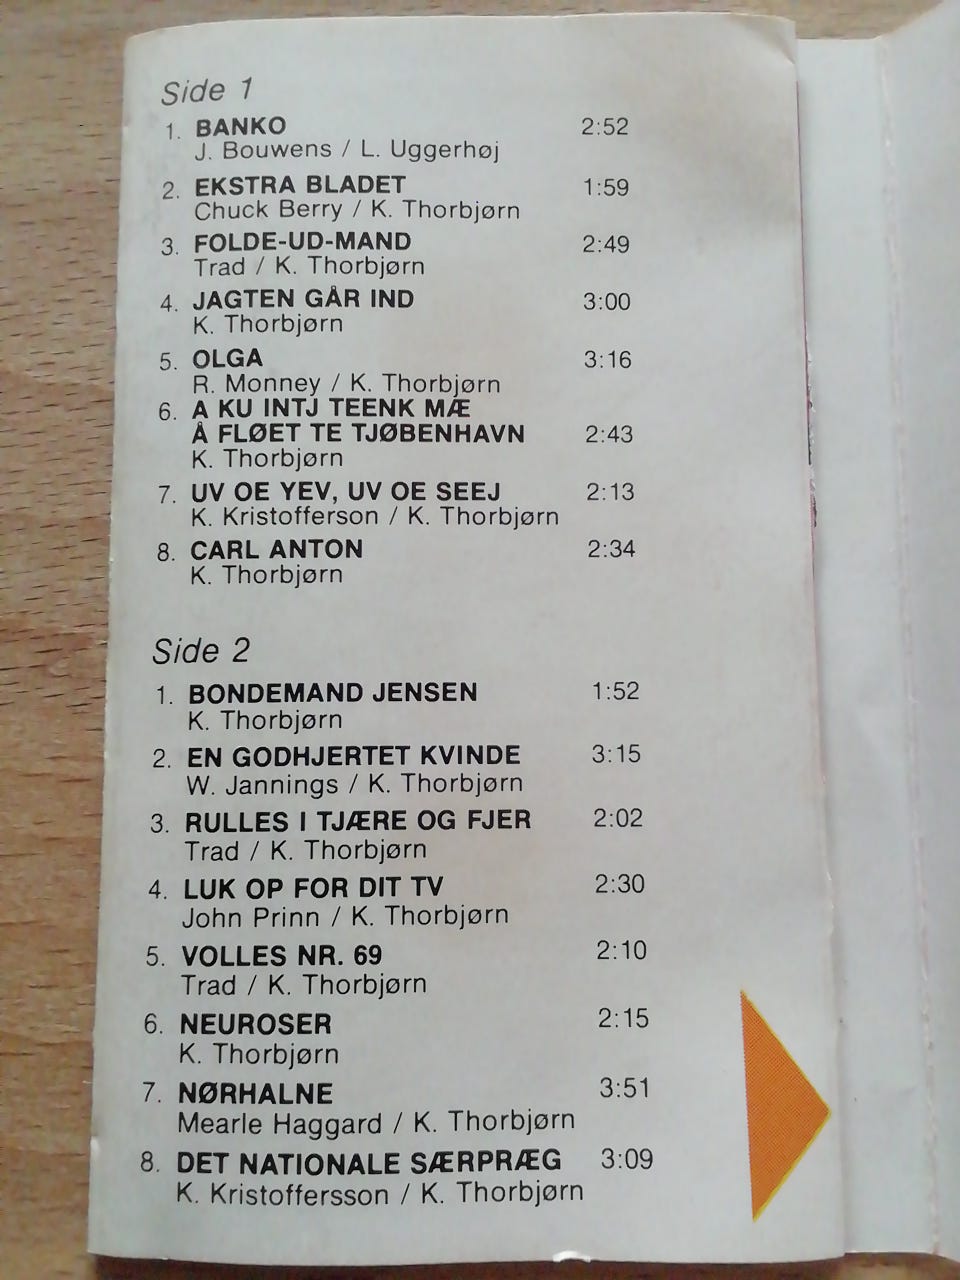 Side 1
1. BANKO 2:52
J. Bouwens / L. Uggerhøj
2. EKSTRA BLADET 1:59
Chuck Berry / K. Thorbjørn
3. FOLDE-UD-MAND 2:49
Trad / K. Thorbjørn
4. JAGTEN GÅR IND 3:00
K. Thorbjørn
5. OLGA 3:16
R. Monney / K. Thorbjørn
6. A KU INTJ TEENK MÆ
Å FLØET TE TJØBENHAVN 2:43
K. Thorbjørn
7. UV OE YEV, UV OE SEEJ 2:13
K. Kristofferson / K. Thorbjørn
8. CARL ANTON 2:34
K. Thorbjørn
Side 2
1. BONDEMAND JENSEN 1:52
K. Thorbjørn
2. EN GODHJERTET KVINDE 3:15
W. Jannings / K. Thorbjørn
3. RULLES I TJÆRE OG FJER 2:02
Trad / K. Thorbjørn
4. LUK OP FOR DIT TV 2:30
John Prinn / K. Thorbjørn
5. VOLLES NR. 69 2:10
Trad / K. Thorbjørn
6. NEUROSER 2:15
K. Thorbjørn
7. NØRHALNE 3:51
Mearle Haggard / K. Thorbjørn
8. DET NATIONALE SÆRPRÆG 3:09
K. Kristoffersson / K. Thorbjørn